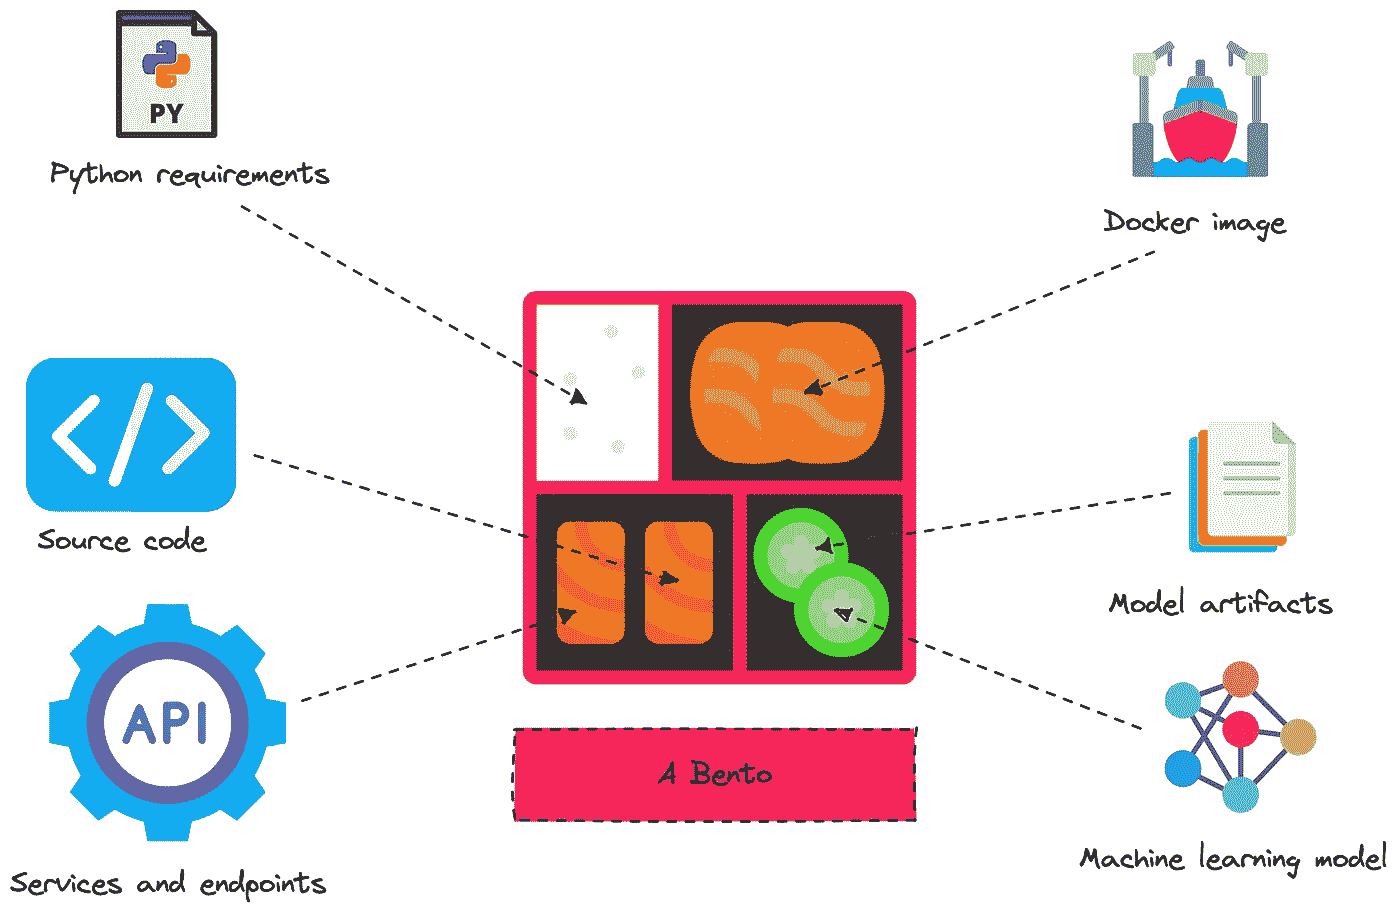 PY
Python requirements
Docker image
Source code
Model artifacts
API
A Bento
Services and endpoints
Machine learning model